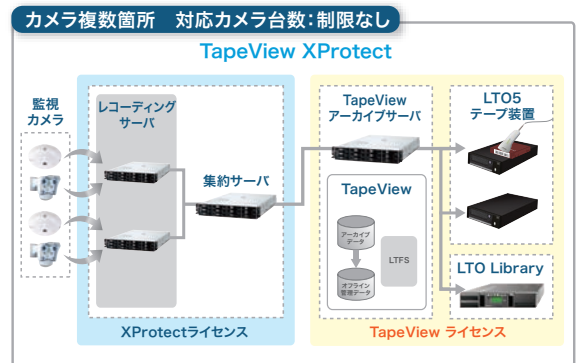 カメラ複数箇所　対応カメラ台数：制限なし
TapeView XProtect
監視
カメラ
レコーディング
サーバ
集約サーバ
XProtectライセンス
TapeView
アーカイブサーバ
TapeView
アーカイブ
データ
LTFS
オフライン
管理データ
LTO5
テープ装置
LTO Library
TapeView ライセンス